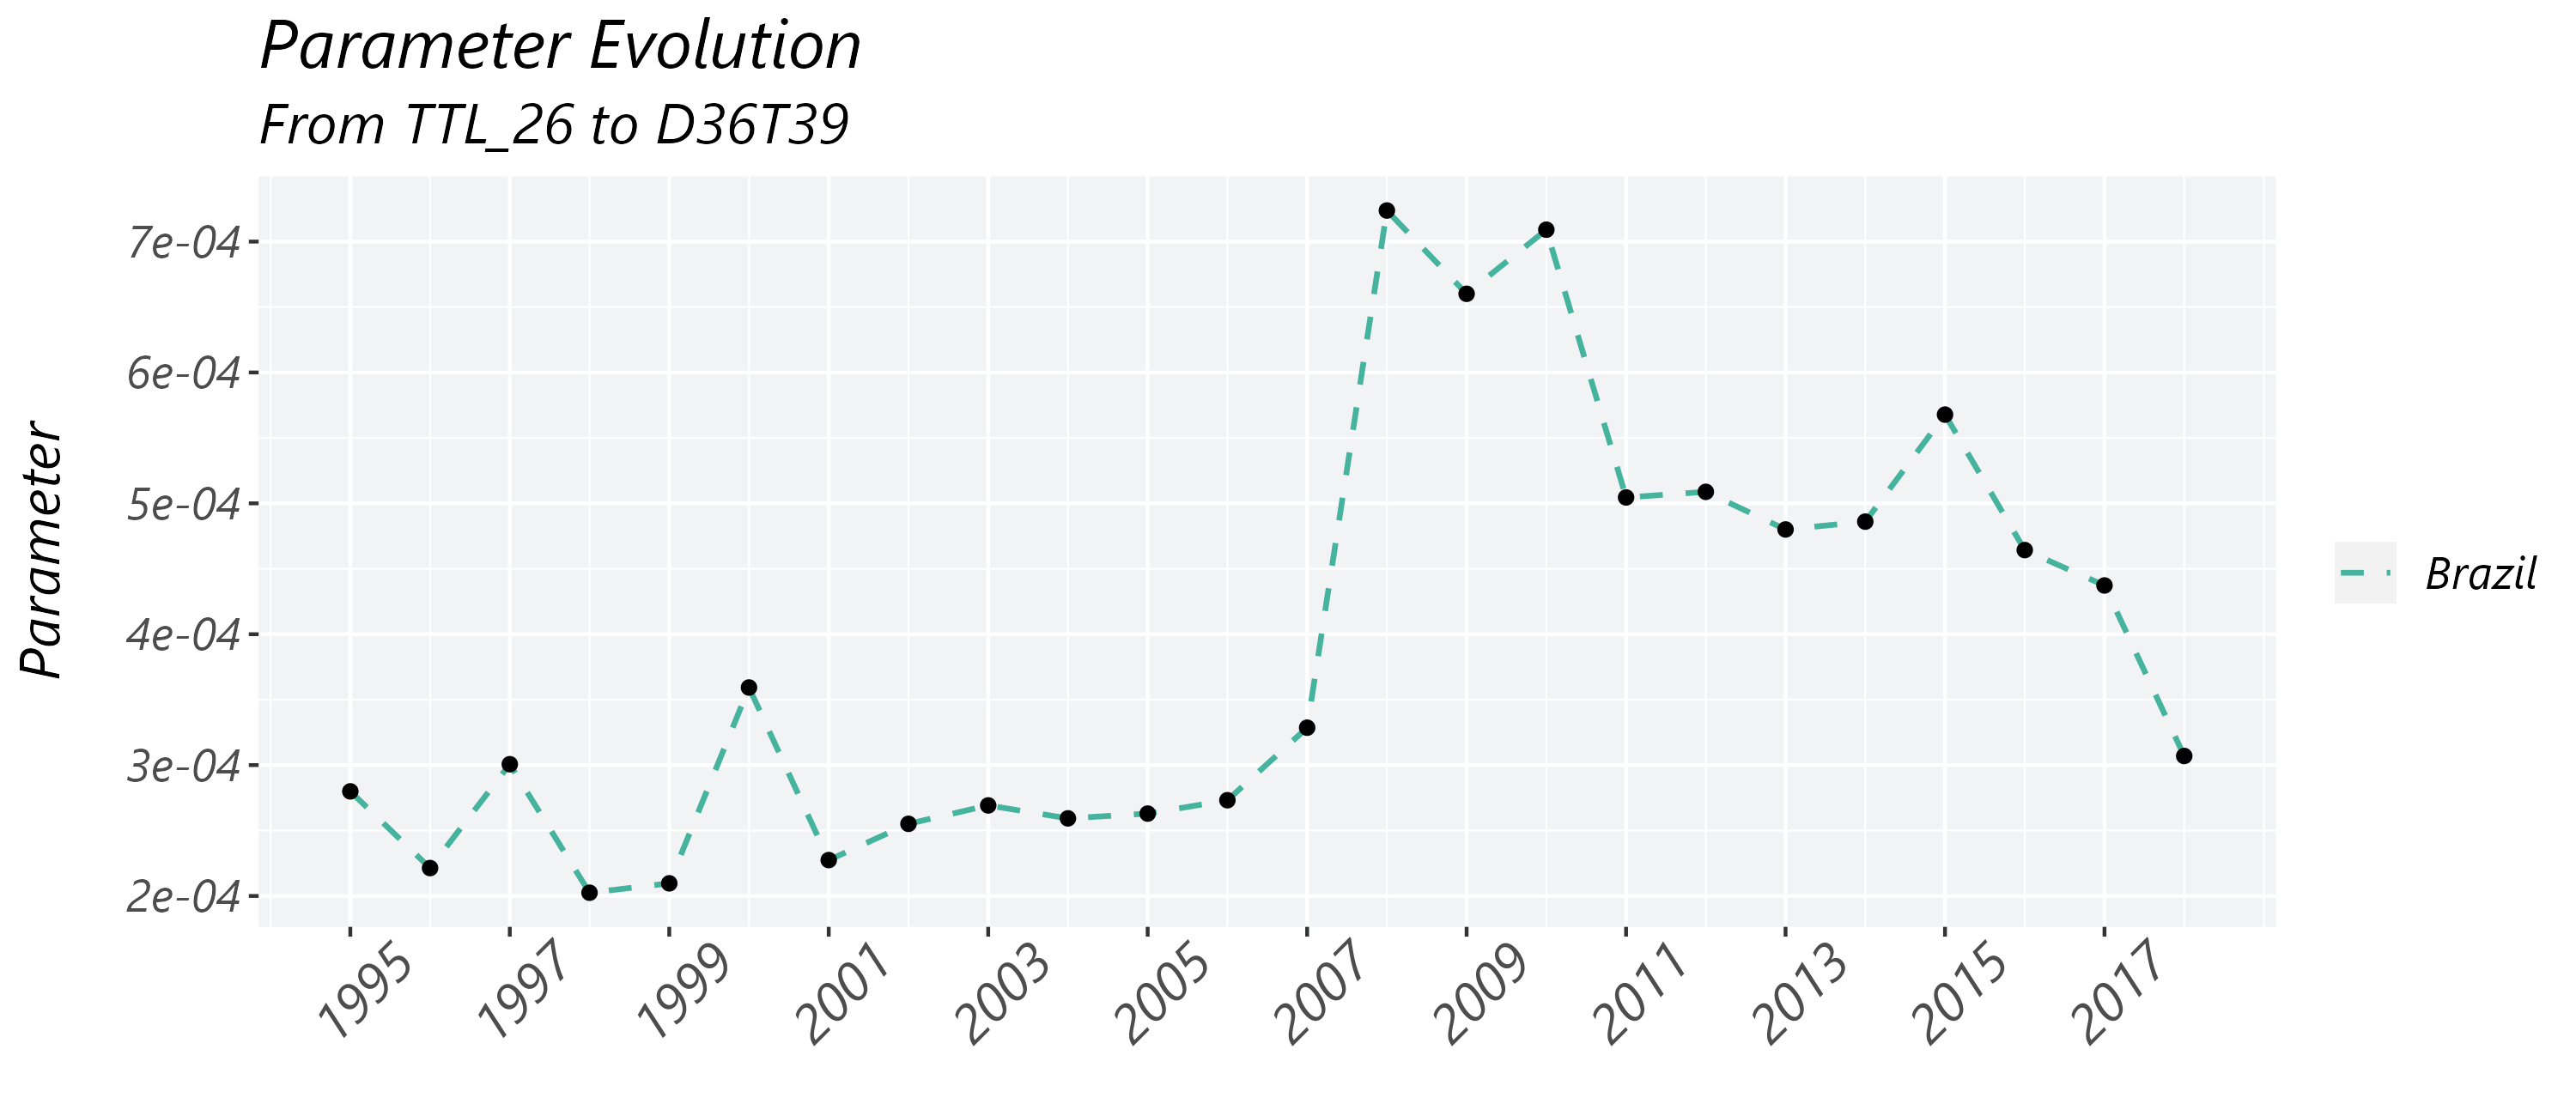 Parameter Evolution
From TTL_26 to D36T39
Parameter
7e-04
6e-04
5e-04
4e-04
3e-04
2e-04
1995
1997
1999
2001
2003
2005
2007
2009
2011
2013
2015
2017
Brazil